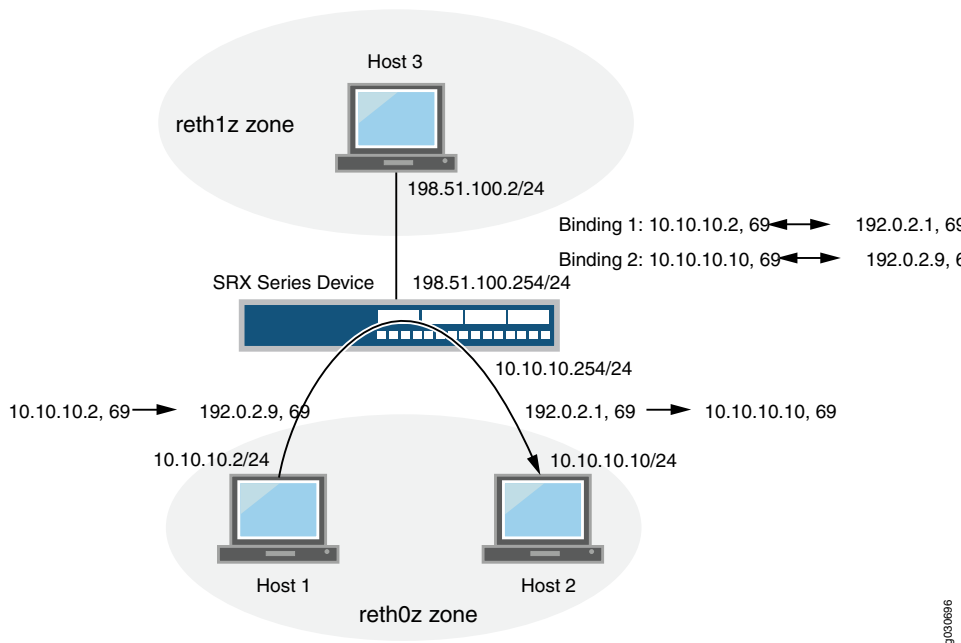 Host 3
reth1z zone
198.51.100.2/24
Binding 1: 10.10.10.2, 69 192.0.2.1, 69
Binding 2: 10.10.10.10, 69 192.0.2.9, 6
SRX Series Device 198.51.100.254/24
10.10.10.254/24
10.10.10.2, 69 192.0.2.9, 69 192.0.2.1, 69 10.10.10.10, 69
10.10.10.2/24 10.10.10.10/24
Host 1 Host 2
reth0z zone
g030696